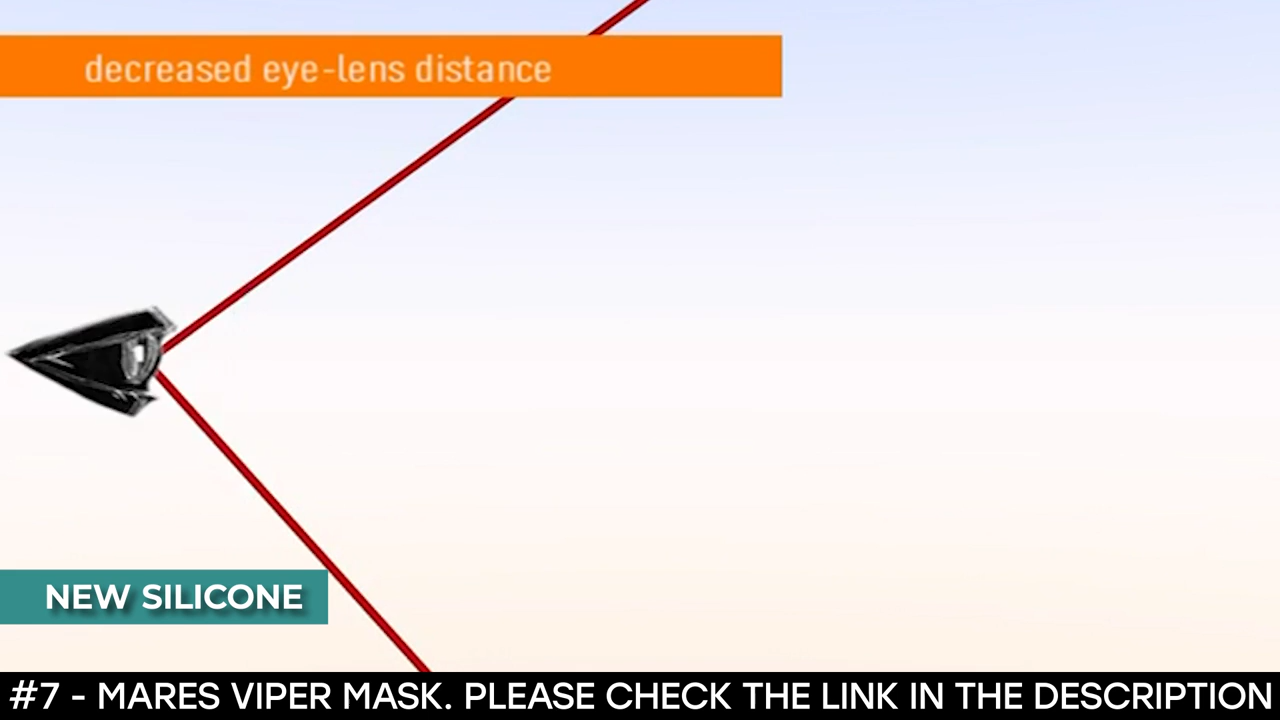 decreased eye-lens distance
NEW SILICONE
#7 - MARES VIPER MASK. PLEASE CHECK THE LINK IN THE DESCRIPTION